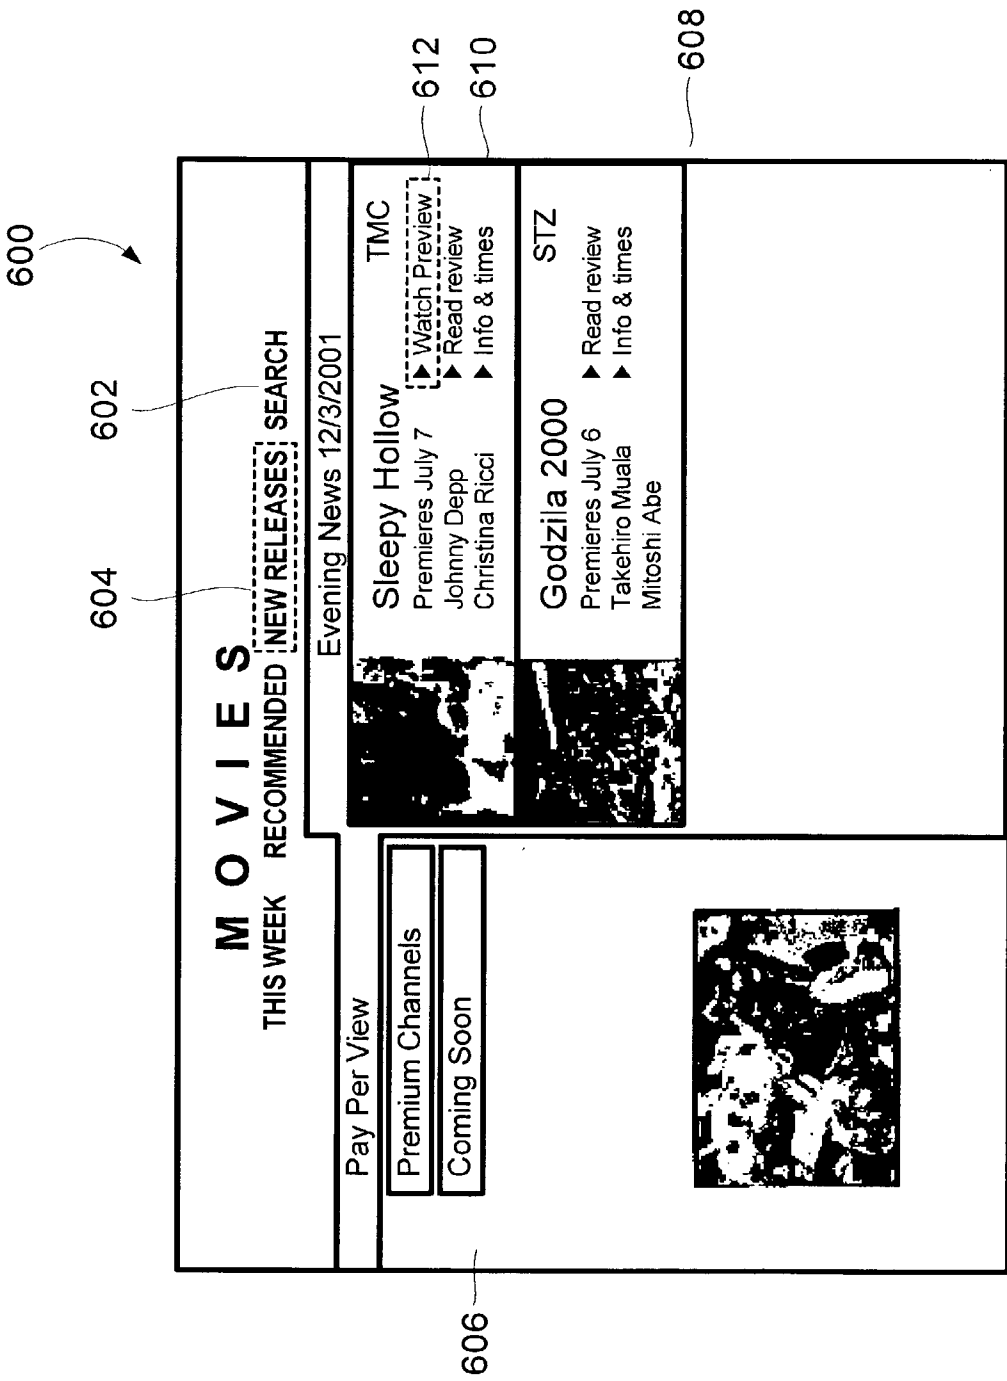 600
MOVIES
604
602
THIS WEEK RECOMMENDED NEW RELEASES SEARCH
Pay Per View
Evening News 12/3/2001
Premium Channels
Coming Soon
606
Sleepy Hollow TMC
Premieres July 7 ▶ Watch Preview
Johnny Depp ▶ Read review
Christina Ricci ▶ Info & times
612
610
Godzila 2000 STZ
Premieres July 6 ▶ Read review
Takehiro Muala ▶ Info & times
Mitoshi Abe
608